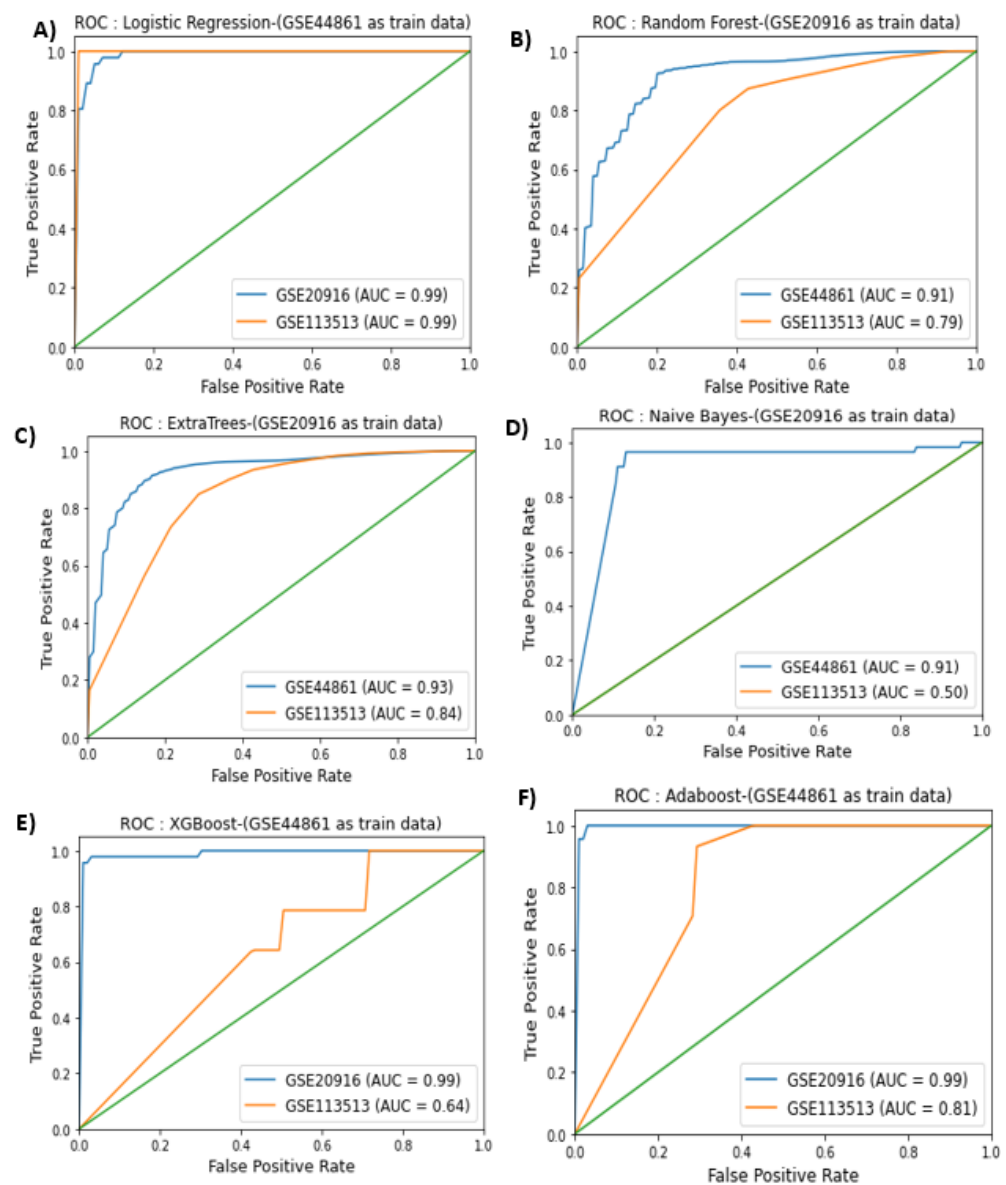 A)
ROC : Logistic Regression-(GSE44861 as train data)
True Positive Rate
1.0
0.8
0.6
0.4
0.2
0.0
GSE20916 (AUC = 0.99)
GSE113513 (AUC = 0.99)
0.0 0.2 0.4 0.6 0.8 1.0
False Positive Rate
B)
ROC : Random Forest-(GSE20916 as train data)
True Positive Rate
1.0
0.8
0.6
0.4
0.2
0.0
GSE44861 (AUC = 0.91)
GSE113513 (AUC = 0.79)
0.0 0.2 0.4 0.6 0.8 1.0
False Positive Rate
C)
ROC : ExtraTrees-(GSE20916 as train data)
True Positive Rate
1.0
0.8
0.6
0.4
0.2
0.0
GSE44861 (AUC = 0.93)
GSE113513 (AUC = 0.84)
0.0 0.2 0.4 0.6 0.8 1.0
False Positive Rate
D)
ROC : Naive Bayes-(GSE20916 as train data)
True Positive Rate
1.0
0.8
0.6
0.4
0.2
0.0
GSE44861 (AUC = 0.91)
GSE113513 (AUC = 0.50)
0.0 0.2 0.4 0.6 0.8 1.0
False Positive Rate
E)
ROC : XGBoost-(GSE44861 as train data)
True Positive Rate
1.0
0.8
0.6
0.4
0.2
0.0
GSE20916 (AUC = 0.99)
GSE113513 (AUC = 0.64)
0.0 0.2 0.4 0.6 0.8 1.0
False Positive Rate
F)
ROC : Adaboost-(GSE44861 as train data)
True Positive Rate
1.0
0.8
0.6
0.4
0.2
0.0
GSE20916 (AUC = 0.99)
GSE113513 (AUC = 0.81)
0.0 0.2 0.4 0.6 0.8 1.0
False Positive Rate